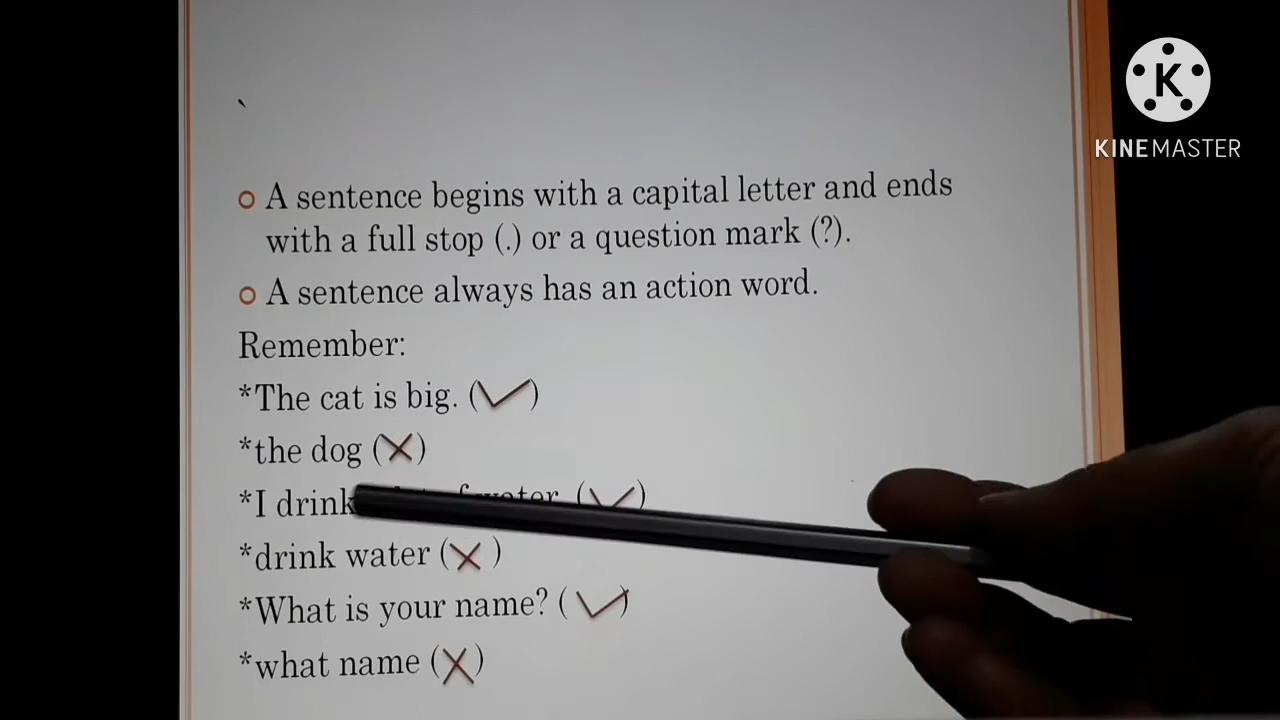 A sentence begins with a capital letter and ends
with a full stop (.) or a question mark (?).
A sentence always has an action word.
Remember:
*The cat is big. (✓)
*the dog (✗)
*I drink water. (✓)
*drink water (✗)
*What is your name? (✓)
*what name (✗)
K
KINEMASTER